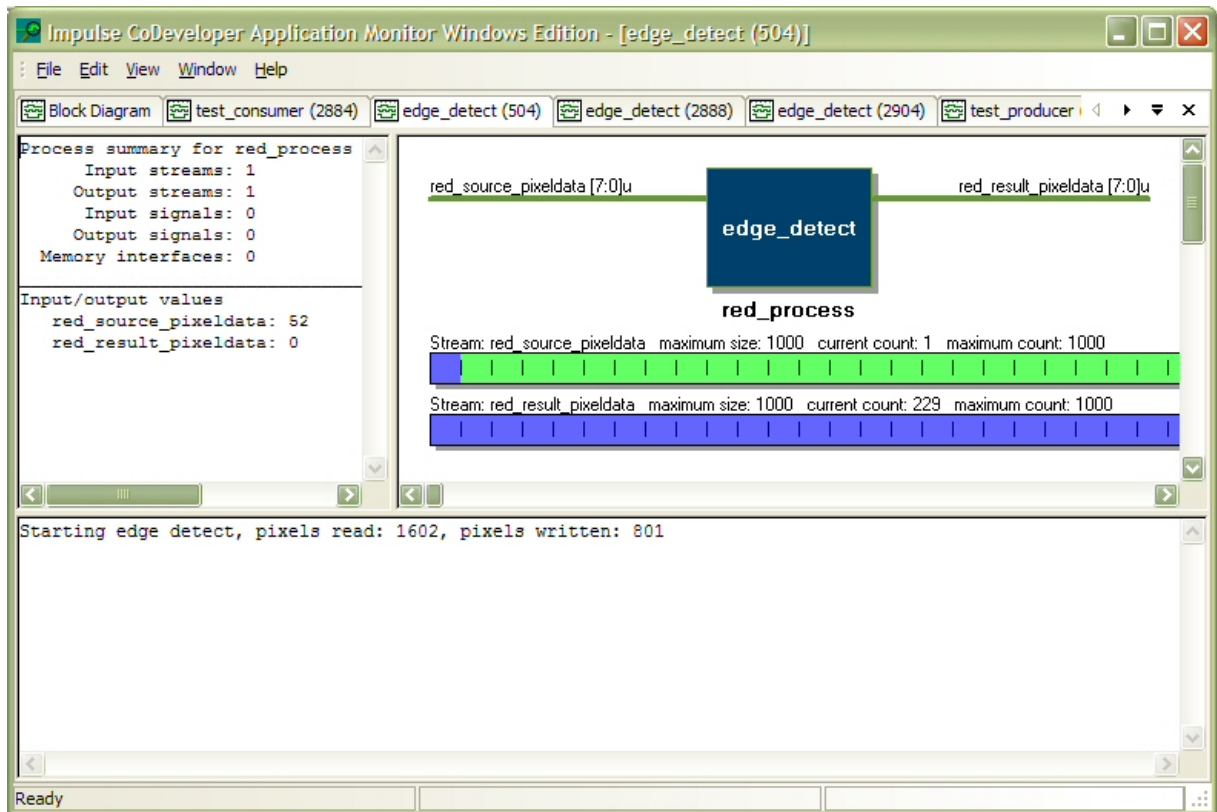 Impulse CoDeveloper Application Monitor Windows Edition - [edge_detect (504)]
File Edit View Window Help
Block Diagram test_consumer (2884) edge_detect (504) edge_detect (2888) edge_detect (2904) test_producer
Process summary for red_process
Input streams: 1
Output streams: 1
Input signals: 0
Output signals: 0
Memory interfaces: 0
Input/output values
red_source_pixeldata: 52
red_result_pixeldata: 0
red_source_pixeldata [7:0]u
red_result_pixeldata [7:0]u
edge_detect
red_process
Stream: red_source_pixeldata maximum size: 1000 current count: 1 maximum count: 1000
Stream: red_result_pixeldata maximum size: 1000 current count: 229 maximum count: 1000
Starting edge detect, pixels read: 1602, pixels written: 801
Ready